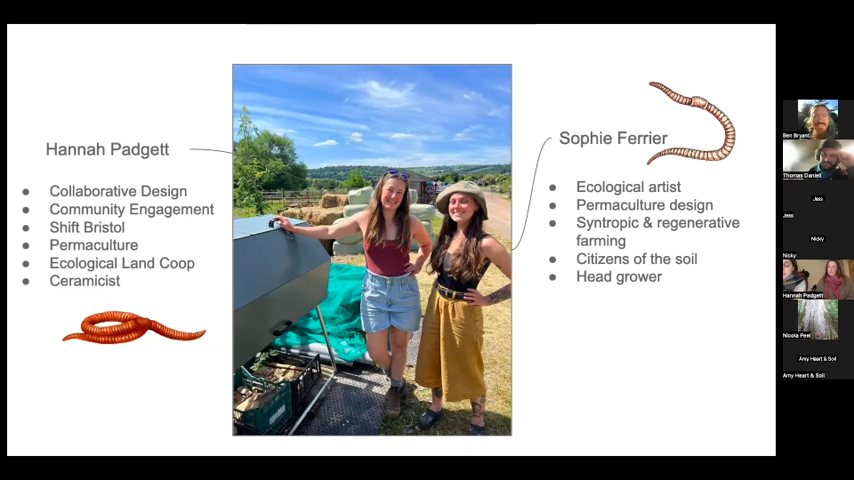 Hannah Padgett
Collaborative Design
Community Engagement
Shift Bristol
Permaculture
Ecological Land Coop
Ceramicist
Sophie Ferrier
Ecological artist
Permaculture design
Syntropic & regenerative
farming
Citizens of the soil
Head grower
Ben Bryant
Thomas Daniell
Jess
Jess
Nicky
Nicky
Hannah Padgett
Nicola Peel
Amy Heart & Soil
Amy Heart & Soil